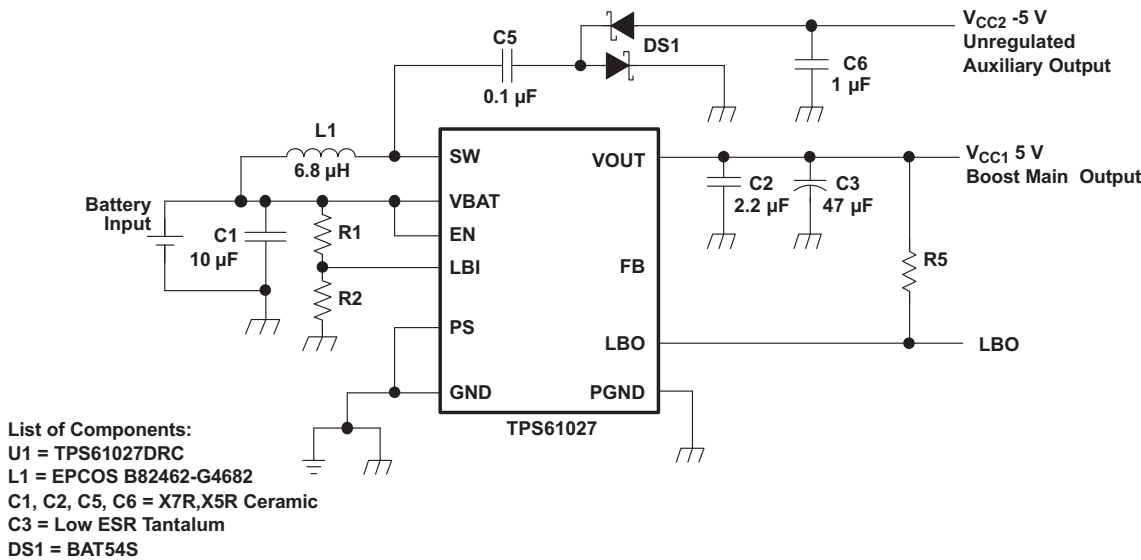 VCC2 -5 V
Unregulated
Auxiliary Output
C5
0.1 µF
DS1
C6
1 µF
L1
6.8 µH
SW
VOUT
VCC1 5 V
Boost Main Output
C2
2.2 µF
C3
47 µF
Battery
Input
VBAT
C1
10 µF
R1
EN
LBI
FB
R5
R2
PS
LBO
LBO
GND
PGND
TPS61027
List of Components:
U1 = TPS61027DRC
L1 = EPCOS B82462-G4682
C1, C2, C5, C6 = X7R,X5R Ceramic
C3 = Low ESR Tantalum
DS1 = BAT54S